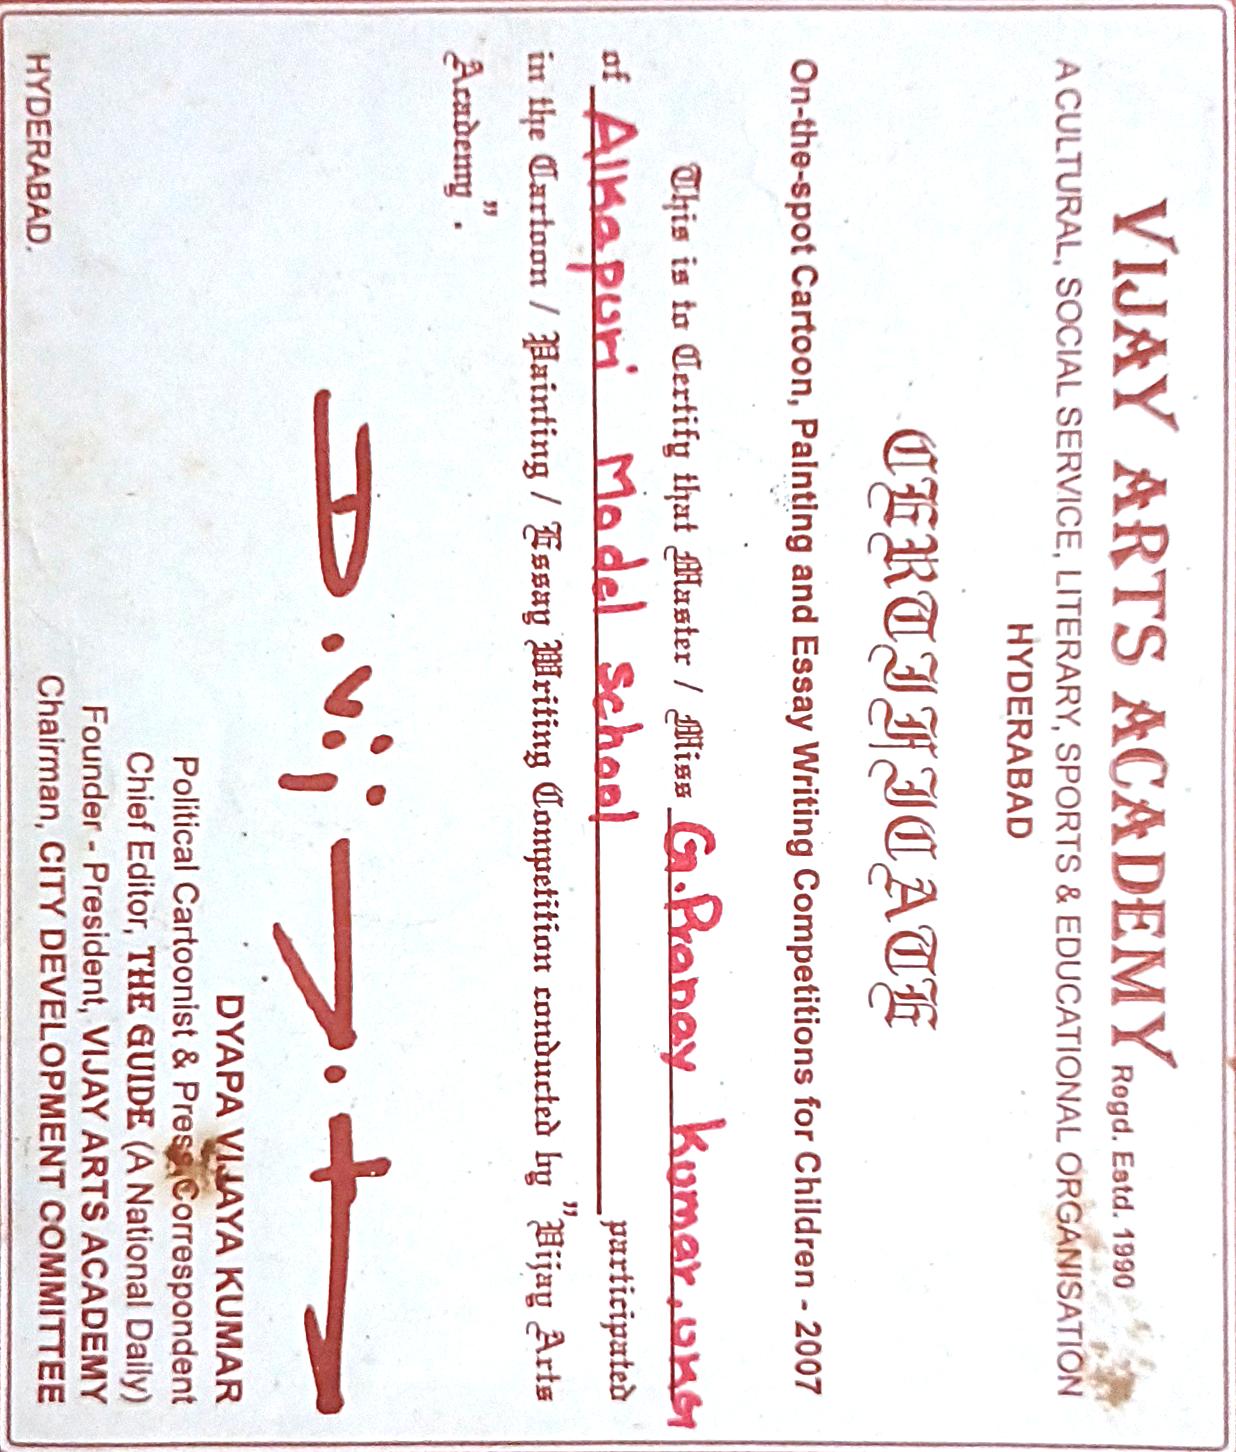 VIJAY ARTS ACADEMY Regd. Estd. 1990
A CULTURAL, SOCIAL SERVICE, LITERARY, SPORTS & EDUCATIONAL ORGANISATION
HYDERABAD
CERTIFICATE
On-the-spot Cartoon, Painting and Essay Writing Competitions for Children - 2007
This is to Certify that Master / Miss G. Pranay Kumar, UKG
of Alkapuri Model School participated
in the Cartoon / Painting / Essay Writing Competition conducted by "Vijay Arts
Academy".
DYAPA VIJAYA KUMAR
Political Cartoonist & Press Correspondent
Chief Editor, THE GUIDE (A National Daily)
Founder - President, VIJAY ARTS ACADEMY
HYDERABAD. Chairman, CITY DEVELOPMENT COMMITTEE